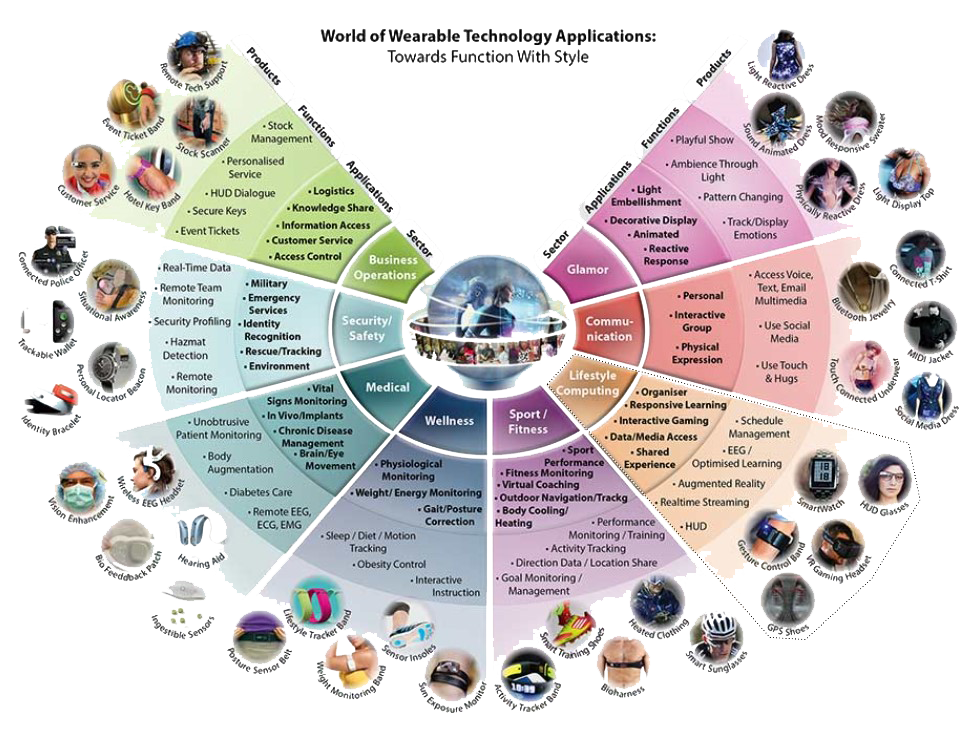 World of Wearable Technology Applications:
Towards Function With Style
Products
Functions
Applications
Sector
Business
Operations
• Logistics
• Knowledge Share
• Information Access
• Customer Service
• Access Control
• Stock
Management
• Personalised
Service
• HUD Dialogue
• Secure Keys
• Event Tickets
Remote Tech Support
Event Ticket Band
Stock Scanner
Customer Service
Hotel Key Band
Security/
Safety
• Military
• Emergency
Services
• Identity
Recognition
• Rescue/Tracking
• Environment
• Real-Time Data
• Remote Team
Monitoring
• Security Profiling
• Hazmat
Detection
• Remote
Monitoring
Connected Police Officer
Situational Awareness
Trackable Wallet
Personal Locator Beacon
Identity Bracelet
Medical
• Vital
Signs Monitoring
• In Vivo/Implants
• Chronic Disease
Management
• Brain/Eye
Movement
• Unobtrusive
Patient Monitoring
• Body
Augmentation
• Diabetes Care
• Remote EEG,
ECG, EMG
Vision Enhancement
Wireless EEG Headset
Bio Feeddback Patch
Hearing Aid
Ingestible Sensors
Wellness
• Physiological
Monitoring
• Weight/ Energy Monitoring
• Gait/Posture
Correction
• Sleep / Diet / Motion
Tracking
• Obesity Control
• Interactive
Instruction
Posture Sensor Belt
Lifestyle Tracker Band
Weight Monitoring Band
Sensor Insoles
Sun Exposure Monitor
Sport /
Fitness
• Sport
Performance
• Fitness Monitoring
• Virtual Coaching
• Outdoor Navigation/Trackg
• Body Cooling/
Heating
• Performance
Monitoring / Training
• Activity Tracking
• Direction Data / Location Share
• Goal Monitoring /
Management
Activity Tracker Band
Smart Training Shoes
Bioharness
Heated Clothing
Smart Sunglasses
Lifestyle
Computing
• Organiser
• Responsive Learning
• Interactive Gaming
• Data/Media Access
• Shared
Experience
• Schedule
Management
• EEG /
Optimised Learning
• Augmented Reality
• Realtime Streaming
• HUD
SmartWatch
HUD Glasses
Gesture Control Band
VR Gaming Headset
GPS Shoes
Commu-
nication
• Personal
• Interactive
Group
• Physical
Expression
• Access Voice,
Text, Email
Multimedia
• Use Social
Media
• Use Touch
& Hugs
Connected T-Shirt
Bluetooth Jewelry
MIDI Jacket
Touch Connected Underwear
Social Media Dress
Sector
Applications
Functions
Products
Glamor
• Light
Embellishment
• Decorative Display
• Animated
• Reactive
Response
• Playful Show
• Ambience Through
Light
• Pattern Changing
• Track/Display
Emotions
Light Reactive Dress
Sound Animated Dress
Mood Responsive Sweater
Physically Reactive Dress
Light Display Top